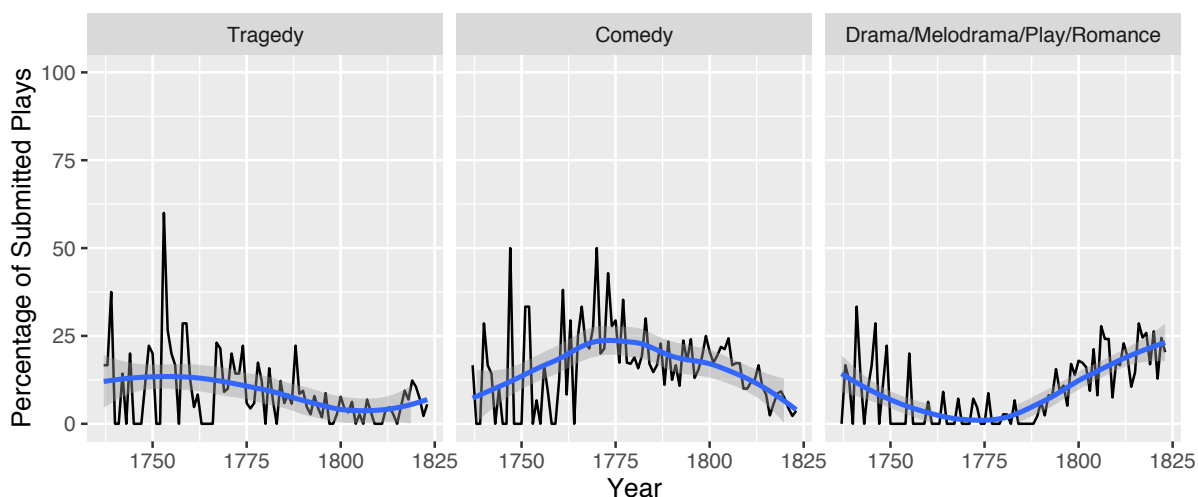 Tragedy Comedy Drama/Melodrama/Play/Romance
Percentage of Submitted Plays
100
75
50
25
0
1750 1775 1800 1825 1750 1775 1800 1825 1750 1775 1800 1825
Year